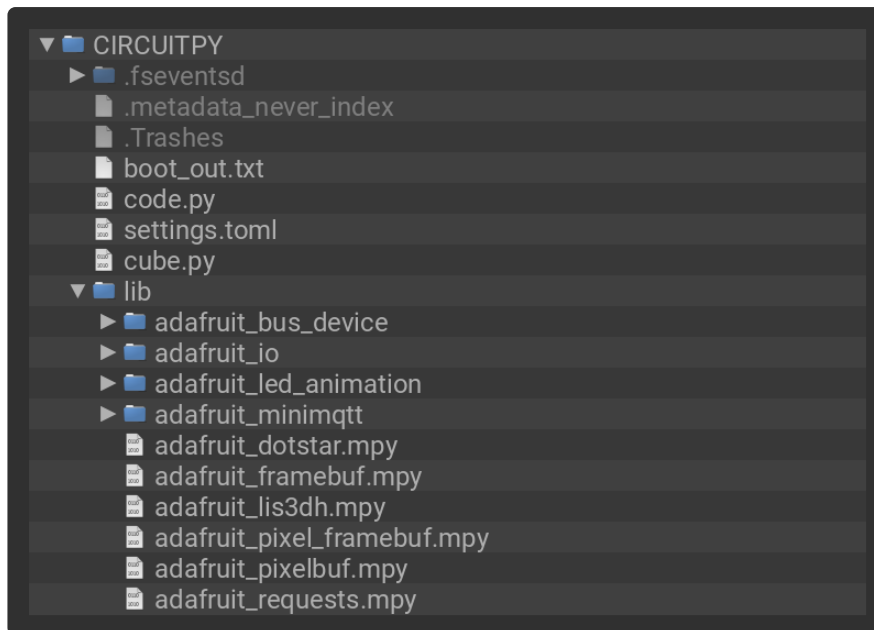 CIRCUITPY
.fseventsd
.metadata_never_index
.Trashes
boot_out.txt
code.py
settings.toml
cube.py
lib
adafruit_bus_device
adafruit_io
adafruit_led_animation
adafruit_minimqtt
adafruit_dotstar.mpy
adafruit_framebuf.mpy
adafruit_lis3dh.mpy
adafruit_pixel_framebuf.mpy
adafruit_pixelbuf.mpy
adafruit_requests.mpy